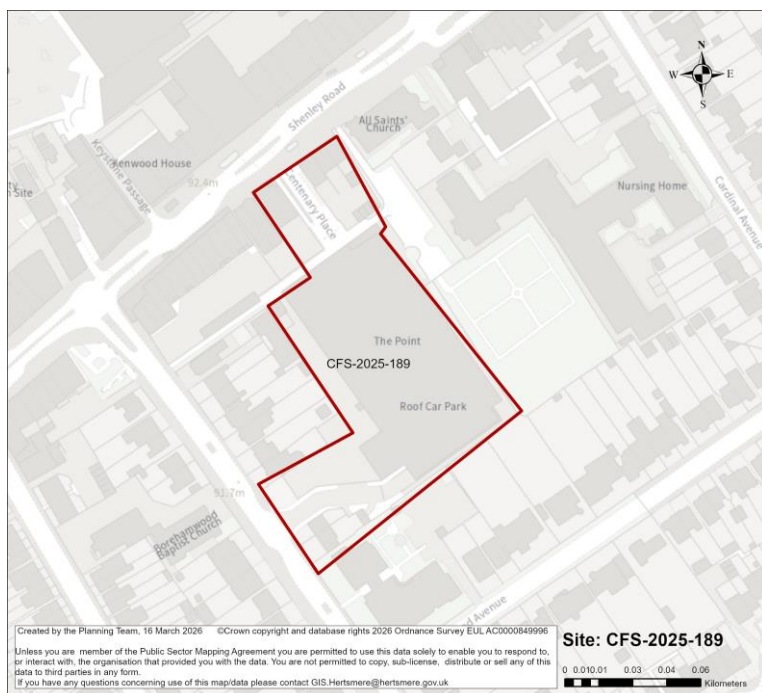 N
W E
S
Shenley Road
All Saints'
Church
Keystone Passage
Kenwood House
92.4m
Centenary Place
Nursing Home
Cardinal Avenue
The Point
CFS-2025-189
Roof Car Park
91.7m
Borehamwood
Baptist Church
Avenue
Created by the Planning Team, 16 March 2026 ©Crown copyright and database rights 2026 Ordnance Survey EUL AC0000849996
Unless you are member of the Public Sector Mapping Agreement you are permitted to use this data solely to enable you to respond to,
or interact with, the organisation that provided you with the data. You are not permitted to copy, sub-license, distribute or sell any of this
data to third parties in any form.
If you have any questions concerning use of this map/data please contact GIS.Hertsmere@hertsmere.gov.uk
Site: CFS-2025-189
0 0.010.01 0.03 0.04 0.06
Kilometers